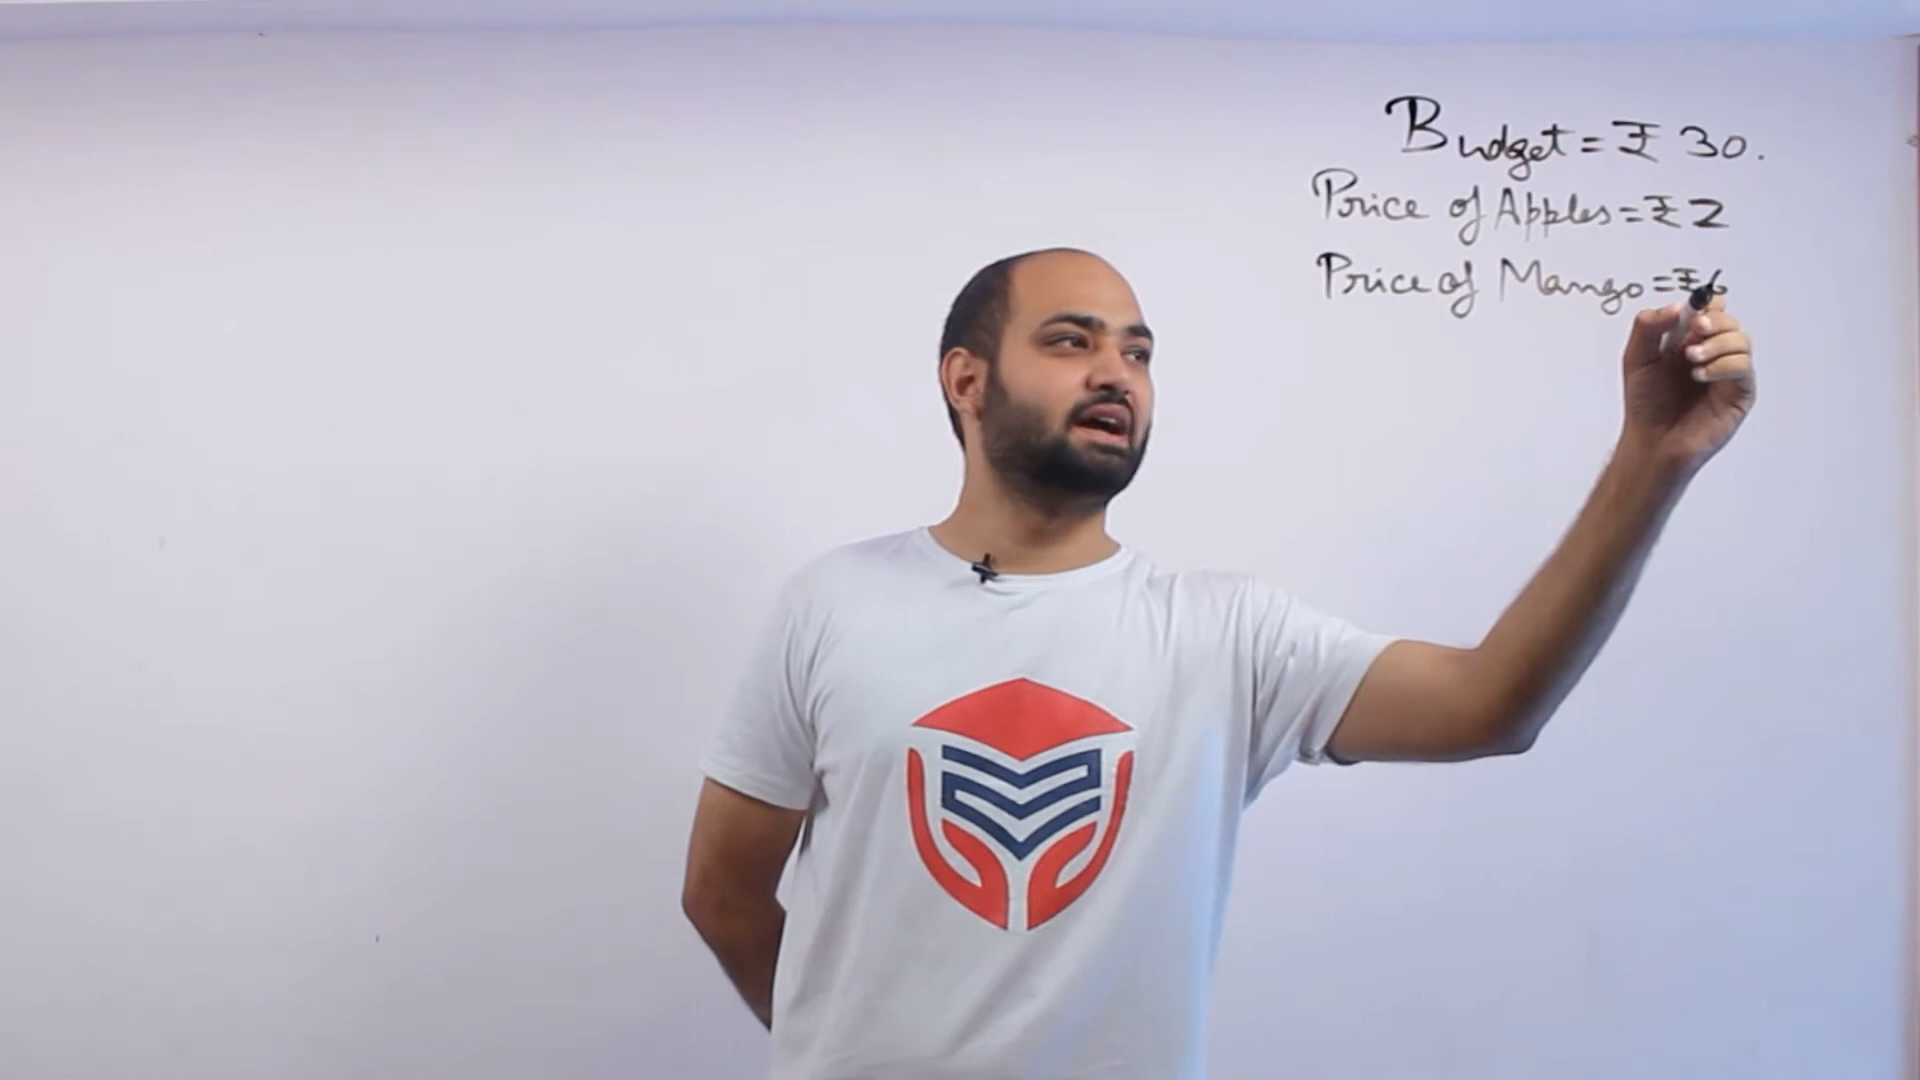 Budget = ₹ 30.
Price of Apples = ₹ 2
Price of Mango = ₹ 6